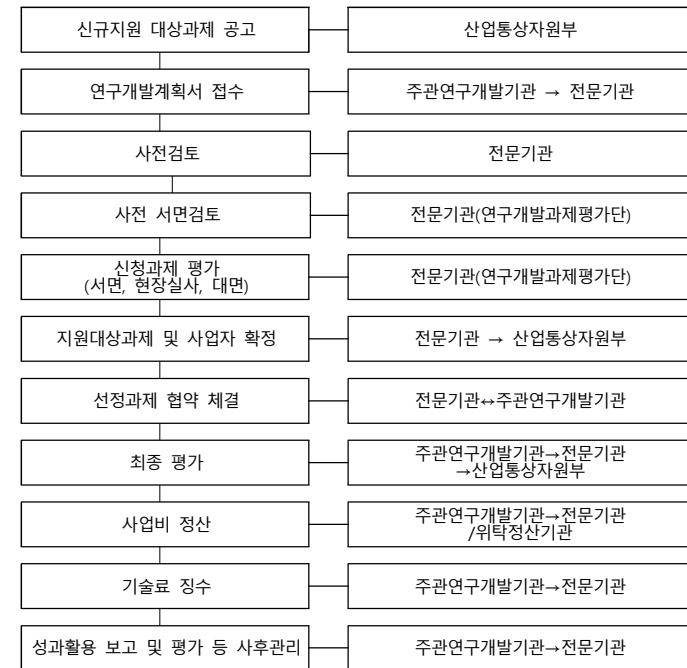 신규지원 대상과제 공고
산업통상자원부
연구개발계획서 접수
주관연구개발기관 → 전문기관
사전검토
전문기관
사전 서면검토
전문기관(연구개발과제평가단)
신청과제 평가
(서면, 현장실사, 대면)
전문기관(연구개발과제평가단)
지원대상과제 및 사업자 확정
전문기관 → 산업통상자원부
선정과제 협약 체결
전문기관↔주관연구개발기관
최종 평가
주관연구개발기관→전문기관
→산업통상자원부
사업비 정산
주관연구개발기관→전문기관
/위탁정산기관
기술료 징수
주관연구개발기관→전문기관
성과활용 보고 및 평가 등 사후관리
주관연구개발기관→전문기관